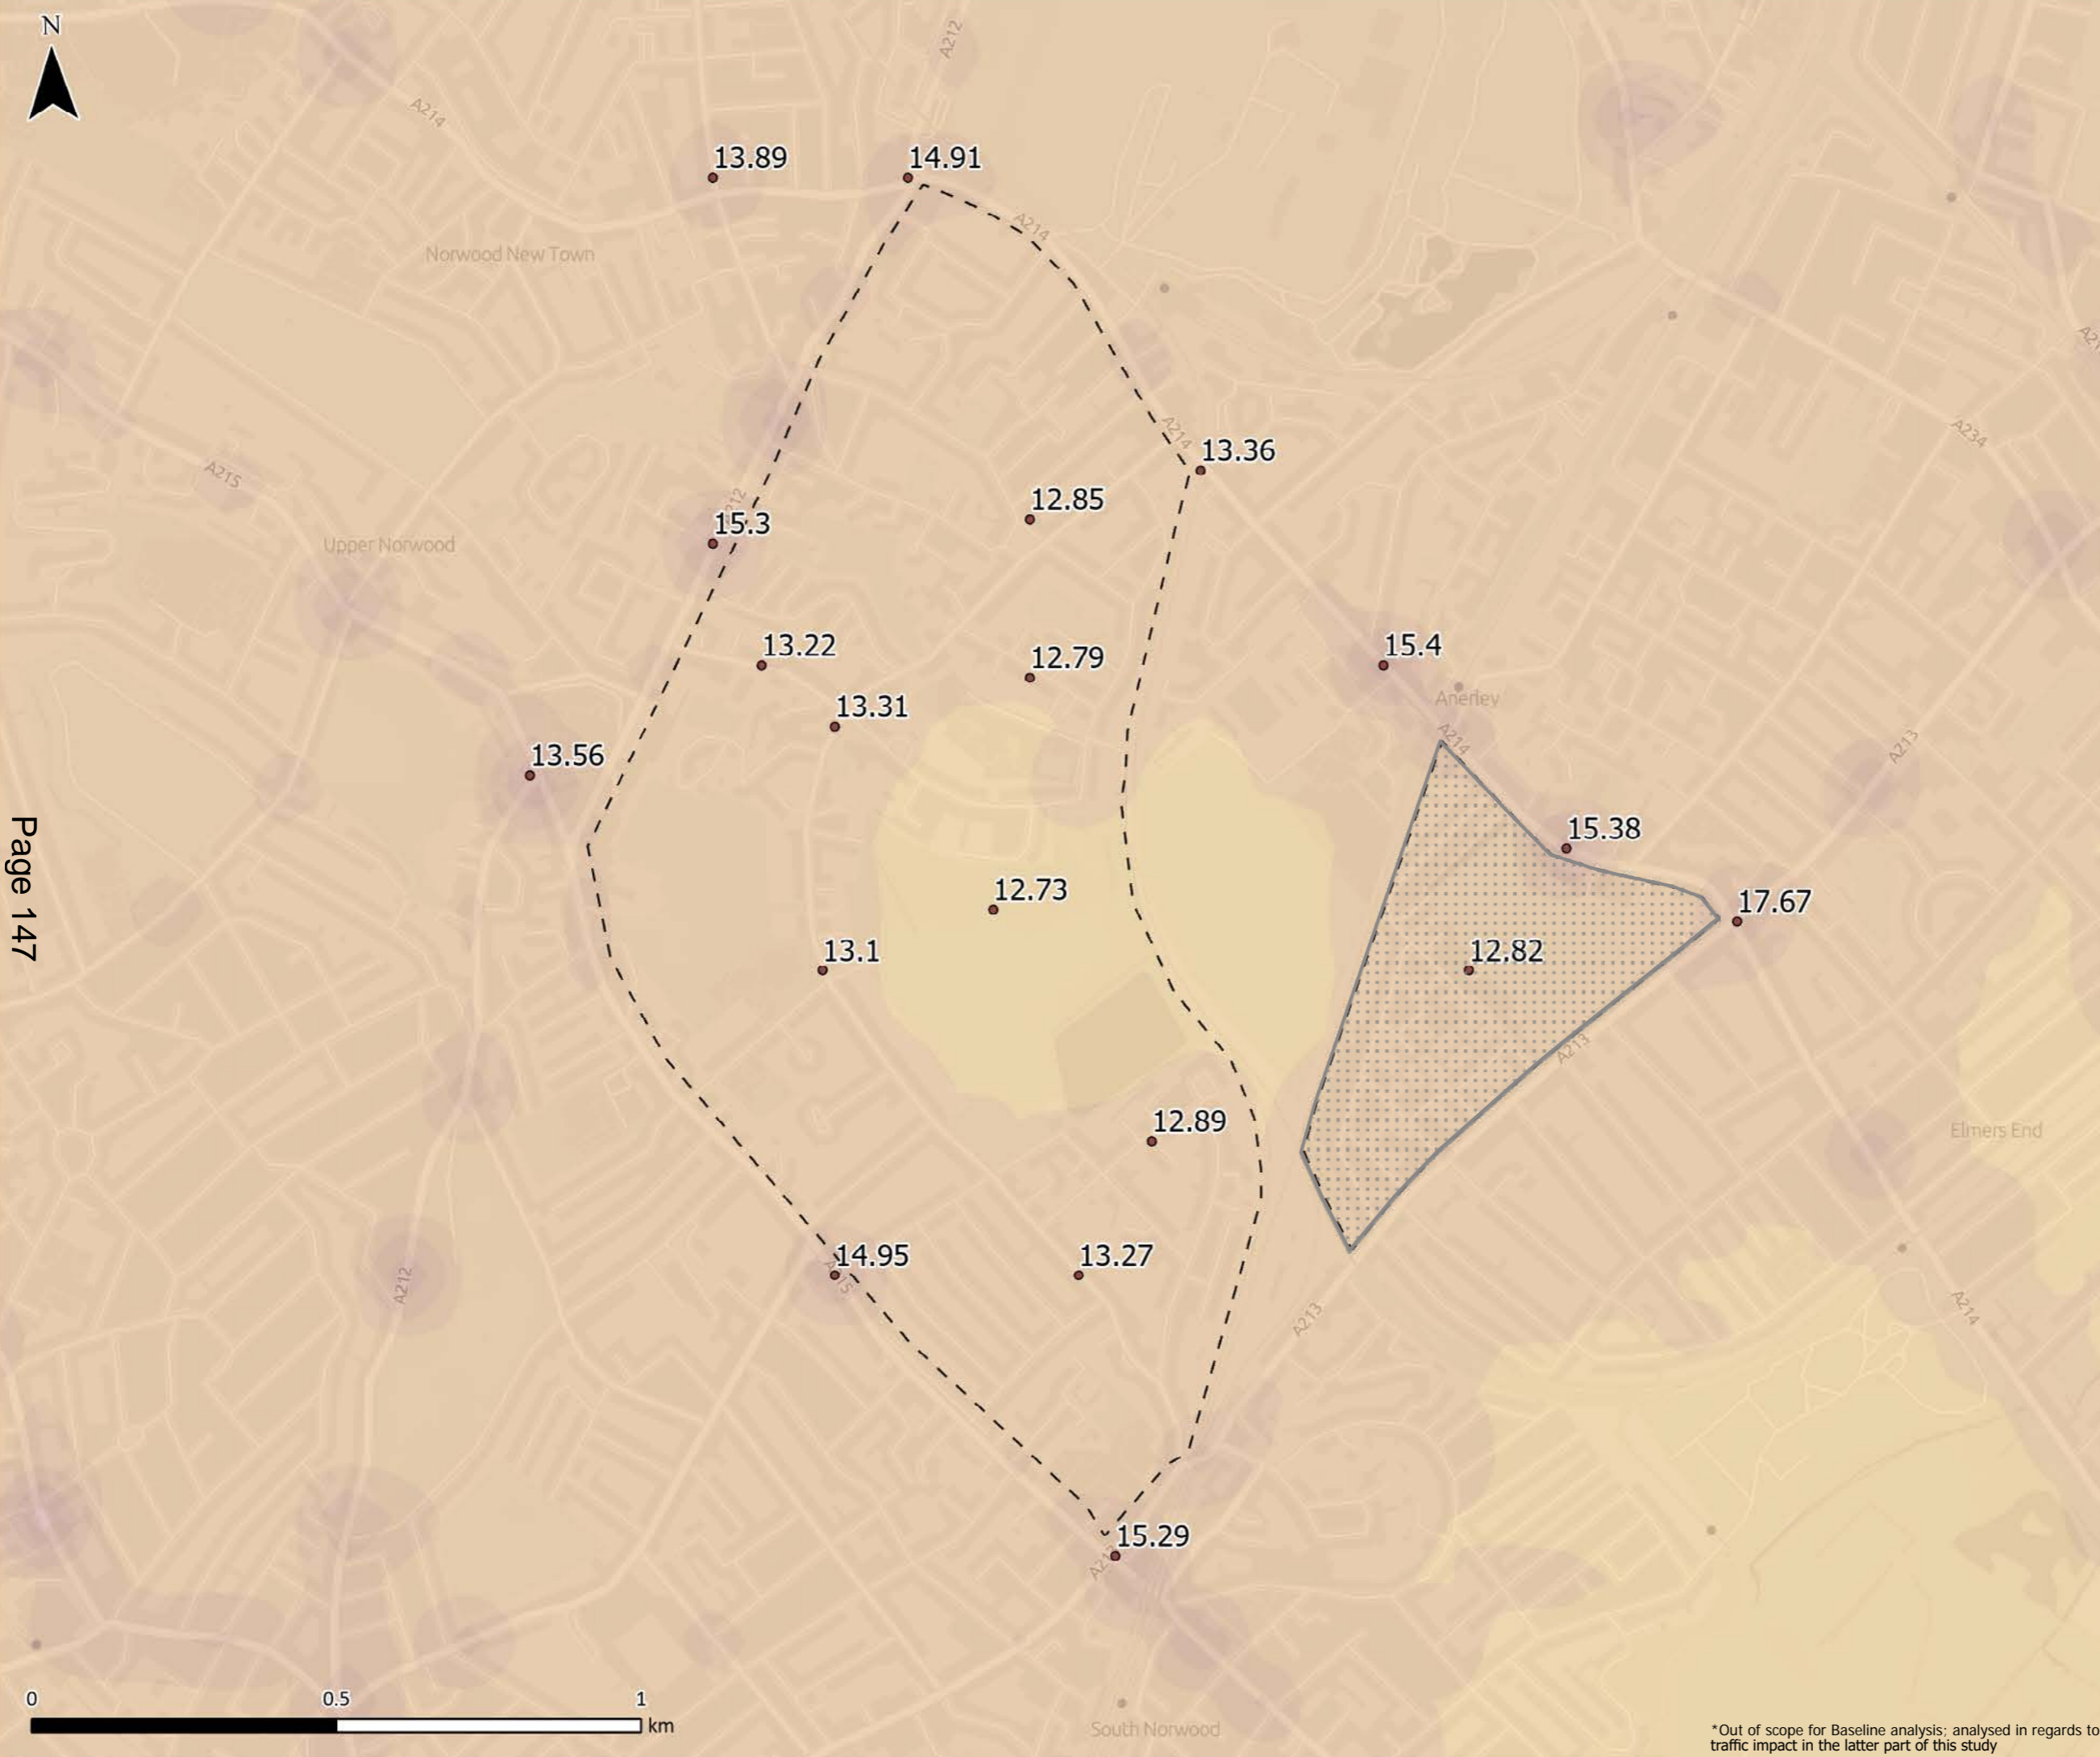 N
A212
A214
13.89
14.91
A214
Norwood New Town
A214
13.36
A234
A215
12.85
15.3
Upper Norwood
13.22
12.79
15.4
Anerley
13.31
A214
A213
13.56
15.38
Page 147
12.73
17.67
13.1
12.82
A213
12.89
Elmers End
14.95
13.27
A212
A213
A214
15.29
0
0.5
1
km
South Norwood
*Out of scope for Baseline analysis; analysed in regards to
traffic impact in the latter part of this study